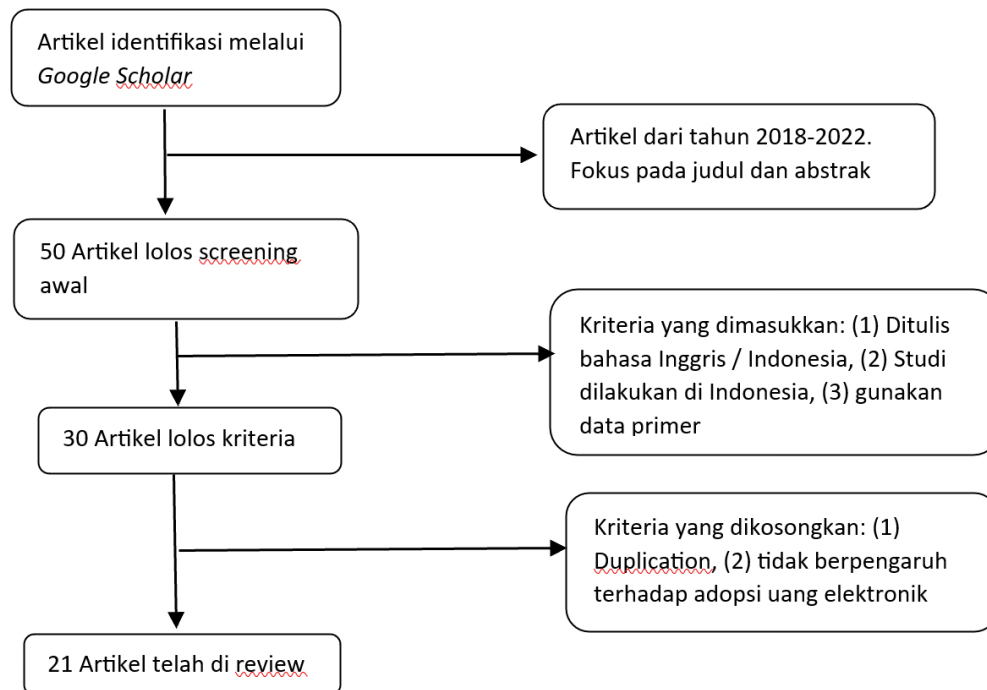 Artikel identifikasi melalui
Google Scholar
Artikel dari tahun 2018-2022.
Fokus pada judul dan abstrak
50 Artikel lolos screening
awal
Kriteria yang dimasukkan: (1) Ditulis
bahasa Inggris / Indonesia, (2) Studi
dilakukan di Indonesia, (3) gunakan
data primer
30 Artikel lolos kriteria
Kriteria yang dikosongkan: (1)
Duplication, (2) tidak berpengaruh
terhadap adopsi uang elektronik
21 Artikel telah di review